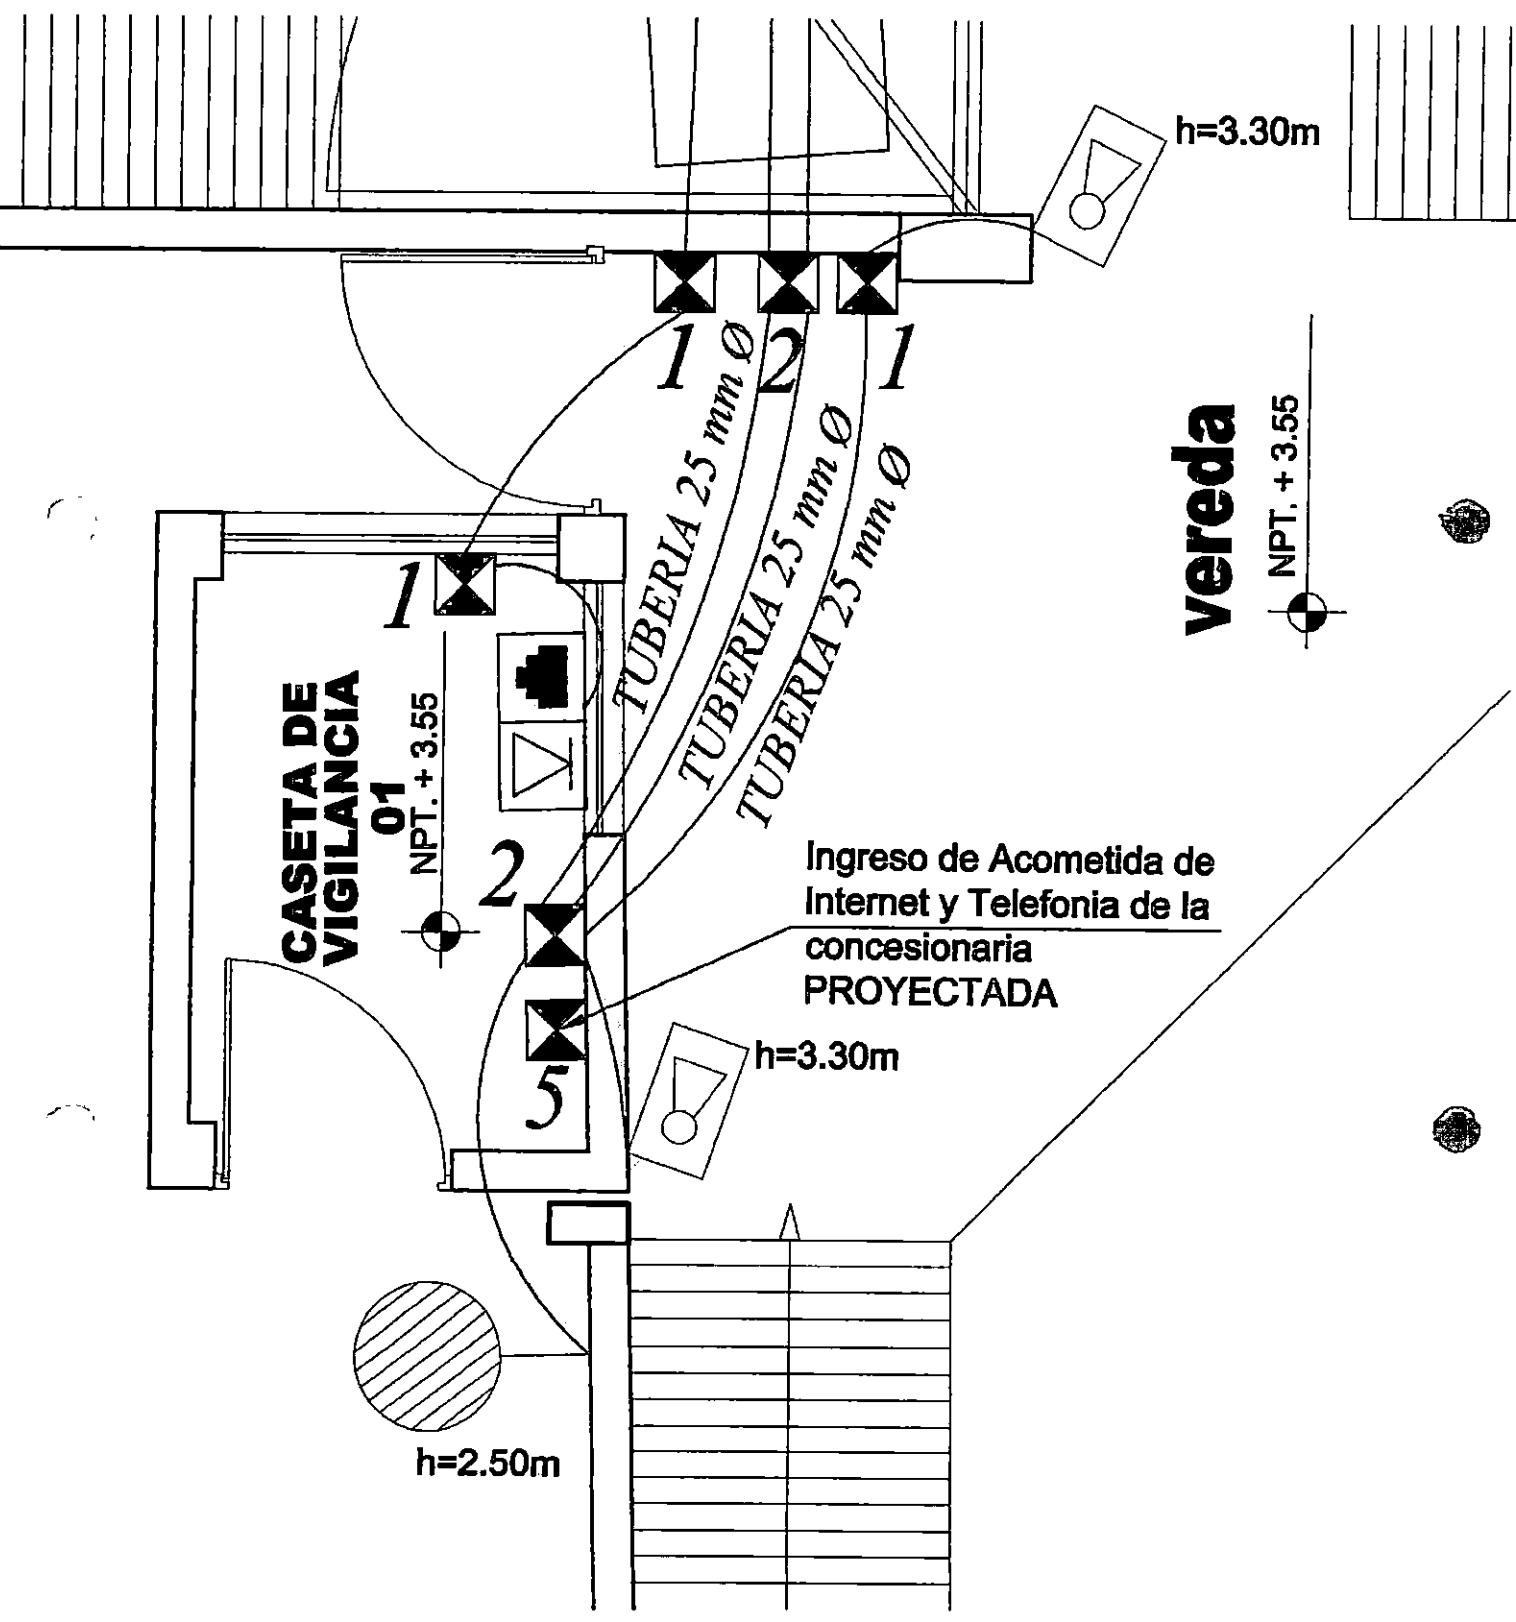 h=3.30m
1
2
1
TUBERIA 25 mm Ø
TUBERIA 25 mm Ø
TUBERIA 25 mm Ø
vereda
NPT. + 3.55
1
CASETA DE
VIGILANCIA
01
NPT. + 3.55
2
Ingreso de Acometida de
Internet y Telefonia de la
concesionaria
PROYECTADA
5
h=3.30m
h=2.50m